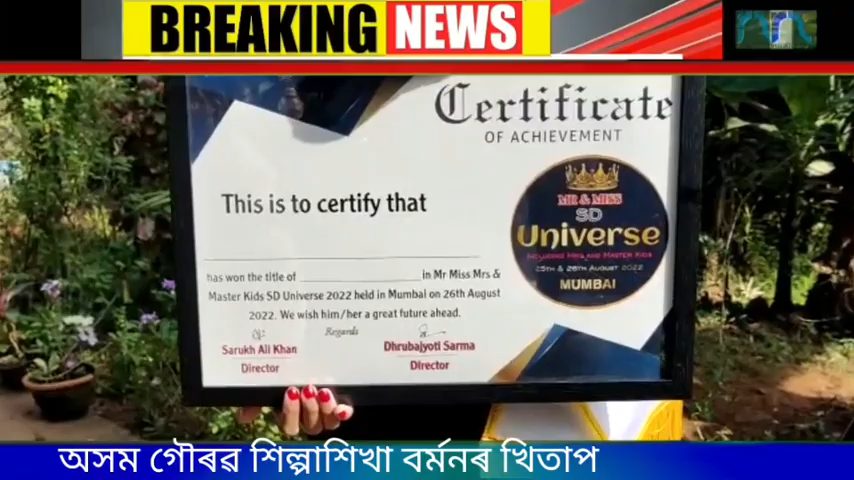 BREAKING NEWS
Certificate
OF ACHIEVEMENT
This is to certify that
MR & MISS
SD
Universe
INCLUDING MRS AND MASTER KIDS
25TH & 26TH AUGUST 2022
MUMBAI
has won the title of ____________ in Mr Miss Mrs &
Master Kids SD Universe 2022 held in Mumbai on 26th August
2022. We wish him/her a great future ahead.
Regards
Sarukh Ali Khan
Director
Dhrubajyoti Sarma
Director
অসম গৌৰৱ শিল্পাশিখা বৰ্মনৰ খিতাপ